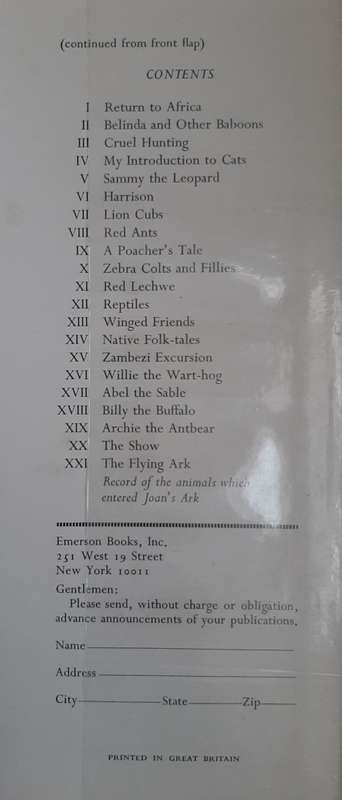 (continued from front flap)
CONTENTS
I Return to Africa
II Belinda and Other Baboons
III Cruel Hunting
IV My Introduction to Cats
V Sammy the Leopard
VI Harrison
VII Lion Cubs
VIII Red Ants
IX A Poacher's Tale
X Zebra Colts and Fillies
XI Red Lechwe
XII Reptiles
XIII Winged Friends
XIV Native Folk-tales
XV Zambezi Excursion
XVI Willie the Wart-hog
XVII Abel the Sable
XVIII Billy the Buffalo
XIX Archie the Antbear
XX The Show
XXI The Flying Ark
Record of the animals which
entered Joan's Ark
Emerson Books, Inc.
251 West 19 Street
New York 10011
Gentlemen:
Please send, without charge or obligation,
advance announcements of your publications.
Name
Address
City State Zip
PRINTED IN GREAT BRITAIN